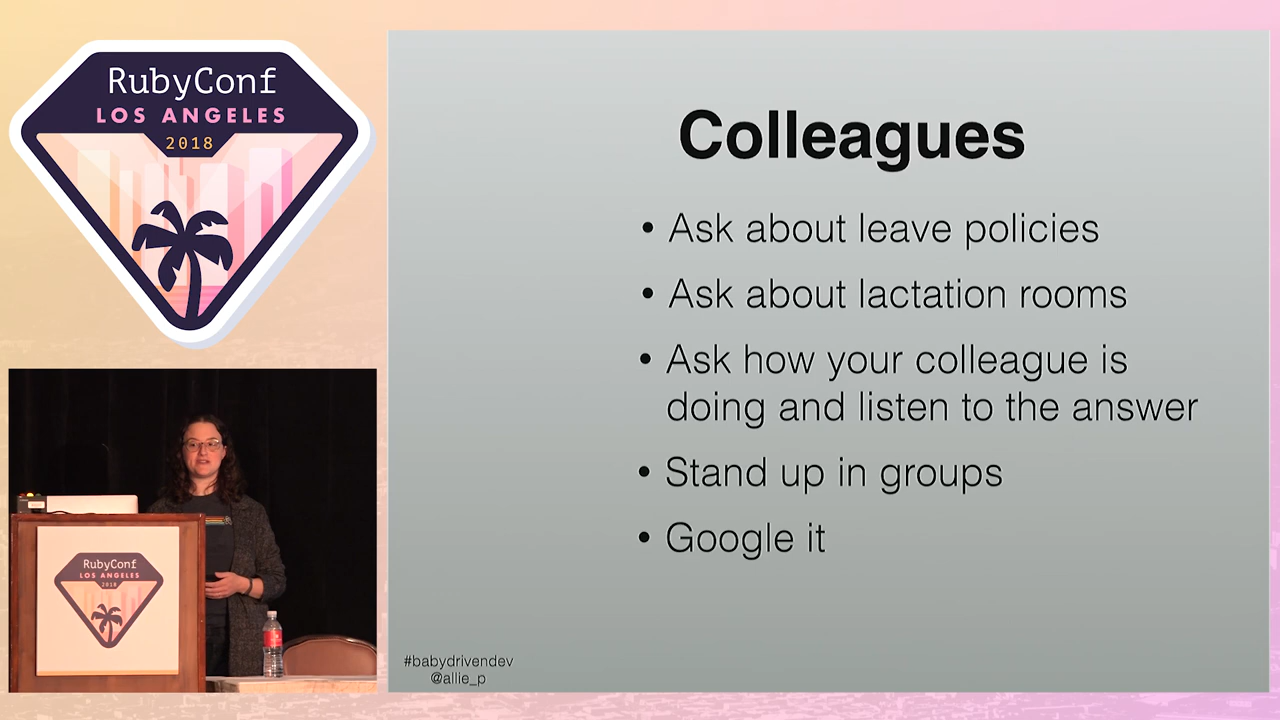 RubyConf
LOS ANGELES
2018
Colleagues
• Ask about leave policies
• Ask about lactation rooms
• Ask how your colleague is
doing and listen to the answer
• Stand up in groups
• Google it
RubyConf
LOS ANGELES
2018
#babydrivendev
@allie_p